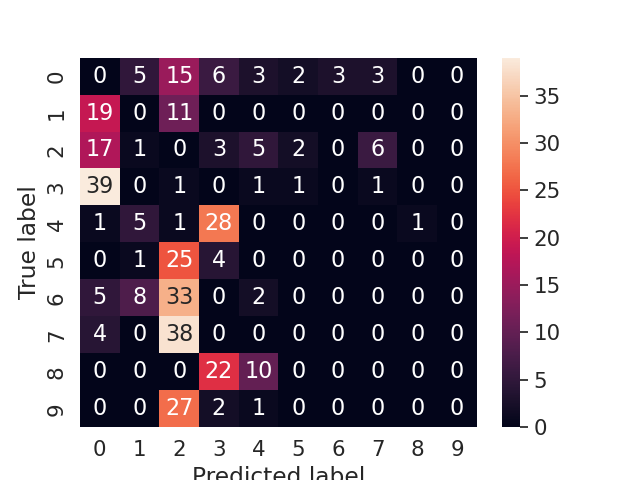 0 0 5 15 6 3 2 3 3 0 0
1 19 0 11 0 0 0 0 0 0 0
2 17 1 0 3 5 2 0 6 0 0
3 39 0 1 0 1 1 0 1 0 0
4 1 5 1 28 0 0 0 0 1 0
5 0 1 25 4 0 0 0 0 0 0
6 5 8 33 0 2 0 0 0 0 0
7 4 0 38 0 0 0 0 0 0 0
8 0 0 0 22 10 0 0 0 0 0
9 0 0 27 2 1 0 0 0 0 0
0 1 2 3 4 5 6 7 8 9
True label
Predicted label
35
30
25
20
15
10
5
0